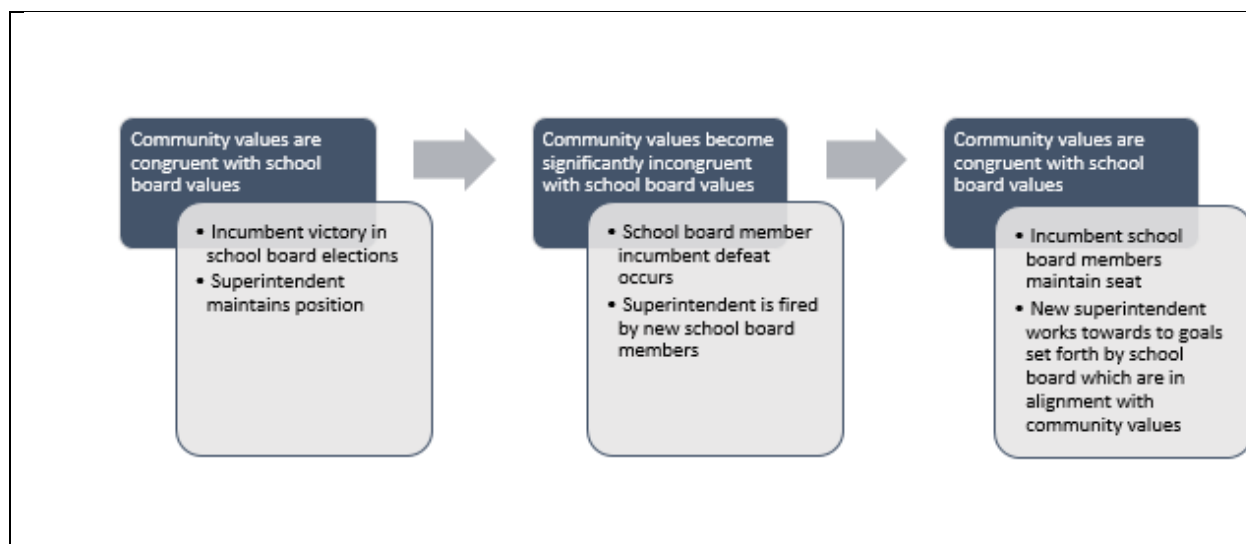 Community values are
congruent with school
board values
• Incumbent victory in
school board elections
• Superintendent
maintains position
Community values become
significantly incongruent
with school board values
• School board member
incumbent defeat
occurs
• Superintendent is fired
by new school board
members
Community values are
congruent with school
board values
• Incumbent school
board members
maintain seat
• New superintendent
works towards to goals
set forth by school
board which are in
alignment with
community values